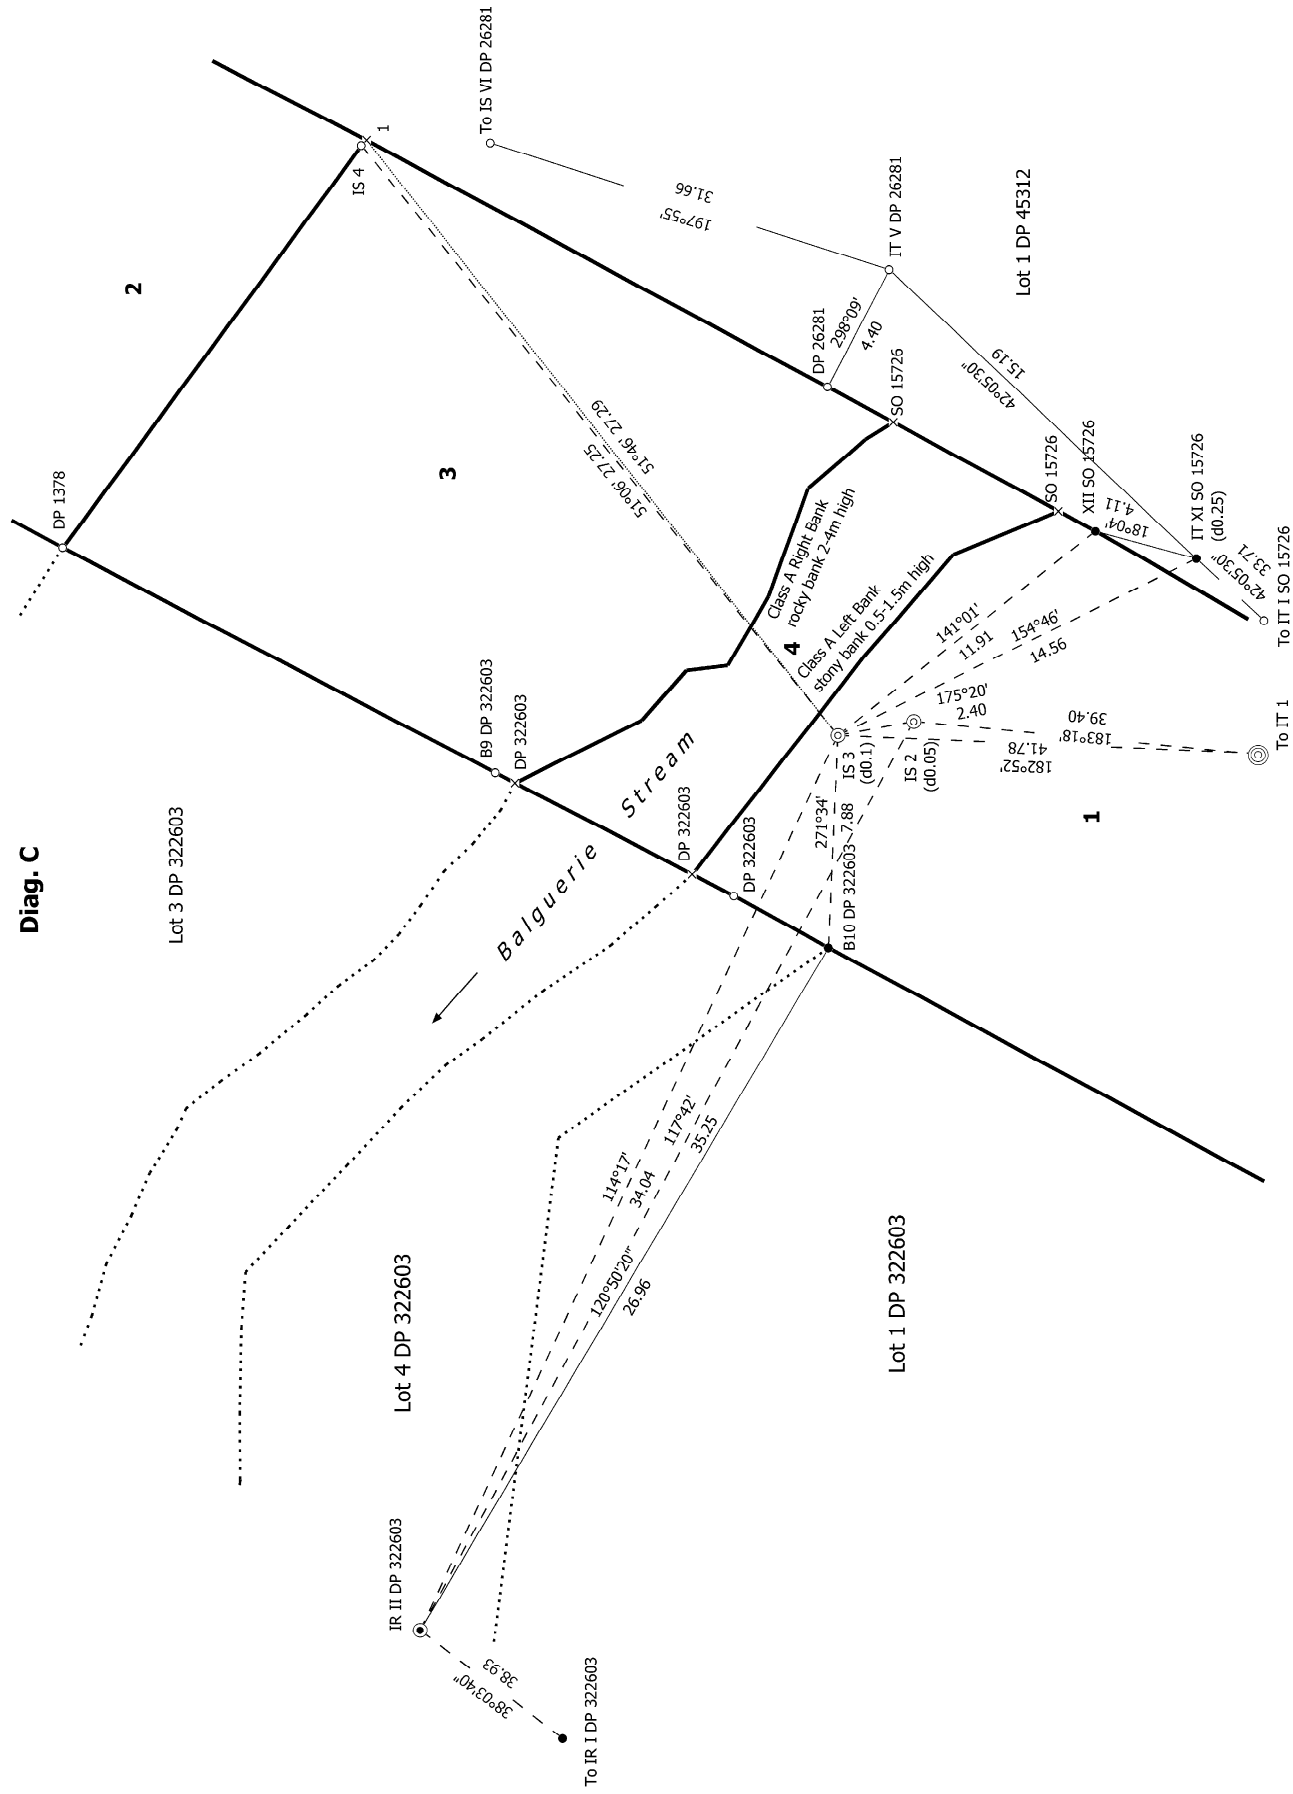 Diag. C
Lot 3 DP 322603
2
DP 1378
1
IS 4
To IS VI DP 26281
31.66
197°55'
3
51°06' 27.25
51°46' 27.29
DP 26281
298°09'
4.40
IT V DP 26281
Lot 1 DP 45312
SO 15726
15.19
42°05'30"
SO 15726
XII SO 15726
4.11
18°04'
IT XI SO 15726
(d0.25)
33.71
42°05'30"
To IT I SO 15726
Class A Right Bank
rocky bank 2-4m high
4
Class A Left Bank
stony bank 0.5-1.5m high
141°01'
11.91
154°46'
14.56
175°20'
2.40
39.40
183°18'
41.78
182°52'
To IT 1
IS 3
(d0.1)
IS 2
(d0.05)
1
B9 DP 322603
DP 322603
Balguerie Stream
DP 322603
DP 322603
271°34'
7.88
B10 DP 322603
117°42'
35.25
114°17'
34.04
120°50'20"
26.96
Lot 4 DP 322603
Lot 1 DP 322603
IR II DP 322603
38.93
38°03'40"
To IR I DP 322603